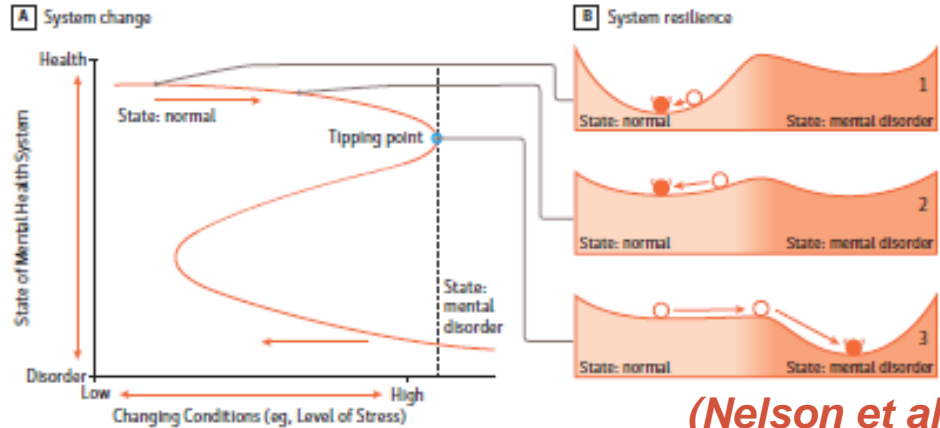 A System change
Health
State of Mental Health System
State: normal
Tipping point
State:
mental
disorder
Disorder
Low
High
Changing Conditions (eg, Level of Stress)
B System resilience
1
State: normal
State: mental disorder
2
State: normal
State: mental disorder
3
State: normal
State: mental disorder
(Nelson et al